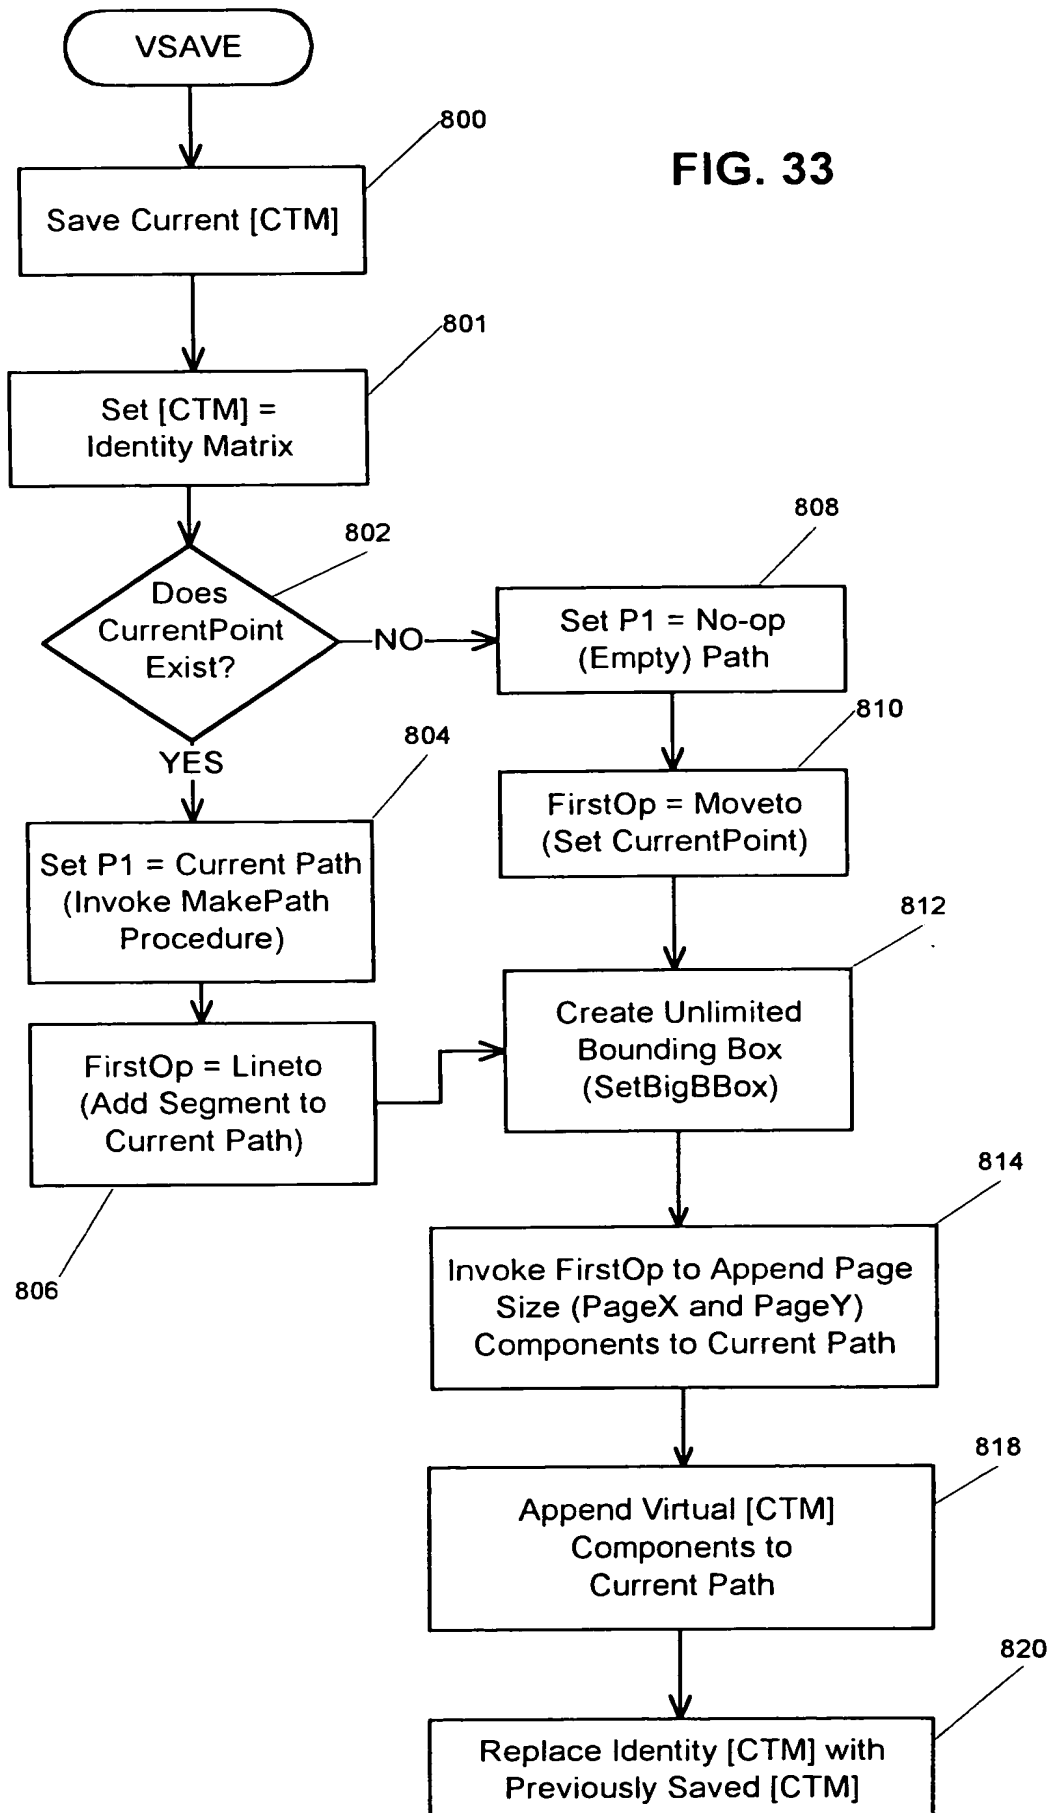 VSAVE
800
FIG. 33
Save Current [CTM]
801
Set [CTM] =
Identity Matrix
802
Does
CurrentPoint
Exist?
NO
808
Set P1 = No-op
(Empty) Path
YES
804
Set P1 = Current Path
(Invoke MakePath
Procedure)
810
FirstOp = Moveto
(Set CurrentPoint)
FirstOp = Lineto
(Add Segment to
Current Path)
806
812
Create Unlimited
Bounding Box
(SetBigBBox)
814
Invoke FirstOp to Append Page
Size (PageX and PageY)
Components to Current Path
818
Append Virtual [CTM]
Components to
Current Path
820
Replace Identity [CTM] with
Previously Saved [CTM]